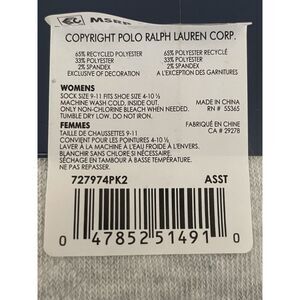 MSRP
COPYRIGHT POLO RALPH LAUREN CORP.
65% RECYCLED POLYESTER 65% POLYESTER RECYCLÉ
33% POLYESTER 33% POLYESTER
2% SPANDEX 2% SPANDEX
EXCLUSIVE OF DECORATION A L'EXCEPTION DES GARNITURES
WOMENS
SOCK SIZE 9-11 FITS SHOE SIZE 4-10 ½
MACHINE WASH COLD, INSIDE OUT. MADE IN CHINA
ONLY NON-CHLORINE BLEACH WHEN NEEDED. RN # 55365
TUMBLE DRY LOW. DO NOT IRON.
FEMMES FABRIQUÉ EN CHINE
TAILLE DE CHAUSSETTES 9-11 CA # 29278
CONVIENT POUR LES POINTURES 4-10 ½
LAVER À LA MACHINE À L'EAU FROIDE À L'ENVERS.
BLANCHIR SANS CHLORE SI NÉCESSAIRE.
SÉCHAGE EN TAMBOUR À BASSE TEMPÉRATURE.
NE PAS REPASSER.
727974PK2 ASST
0 47852 51491 0